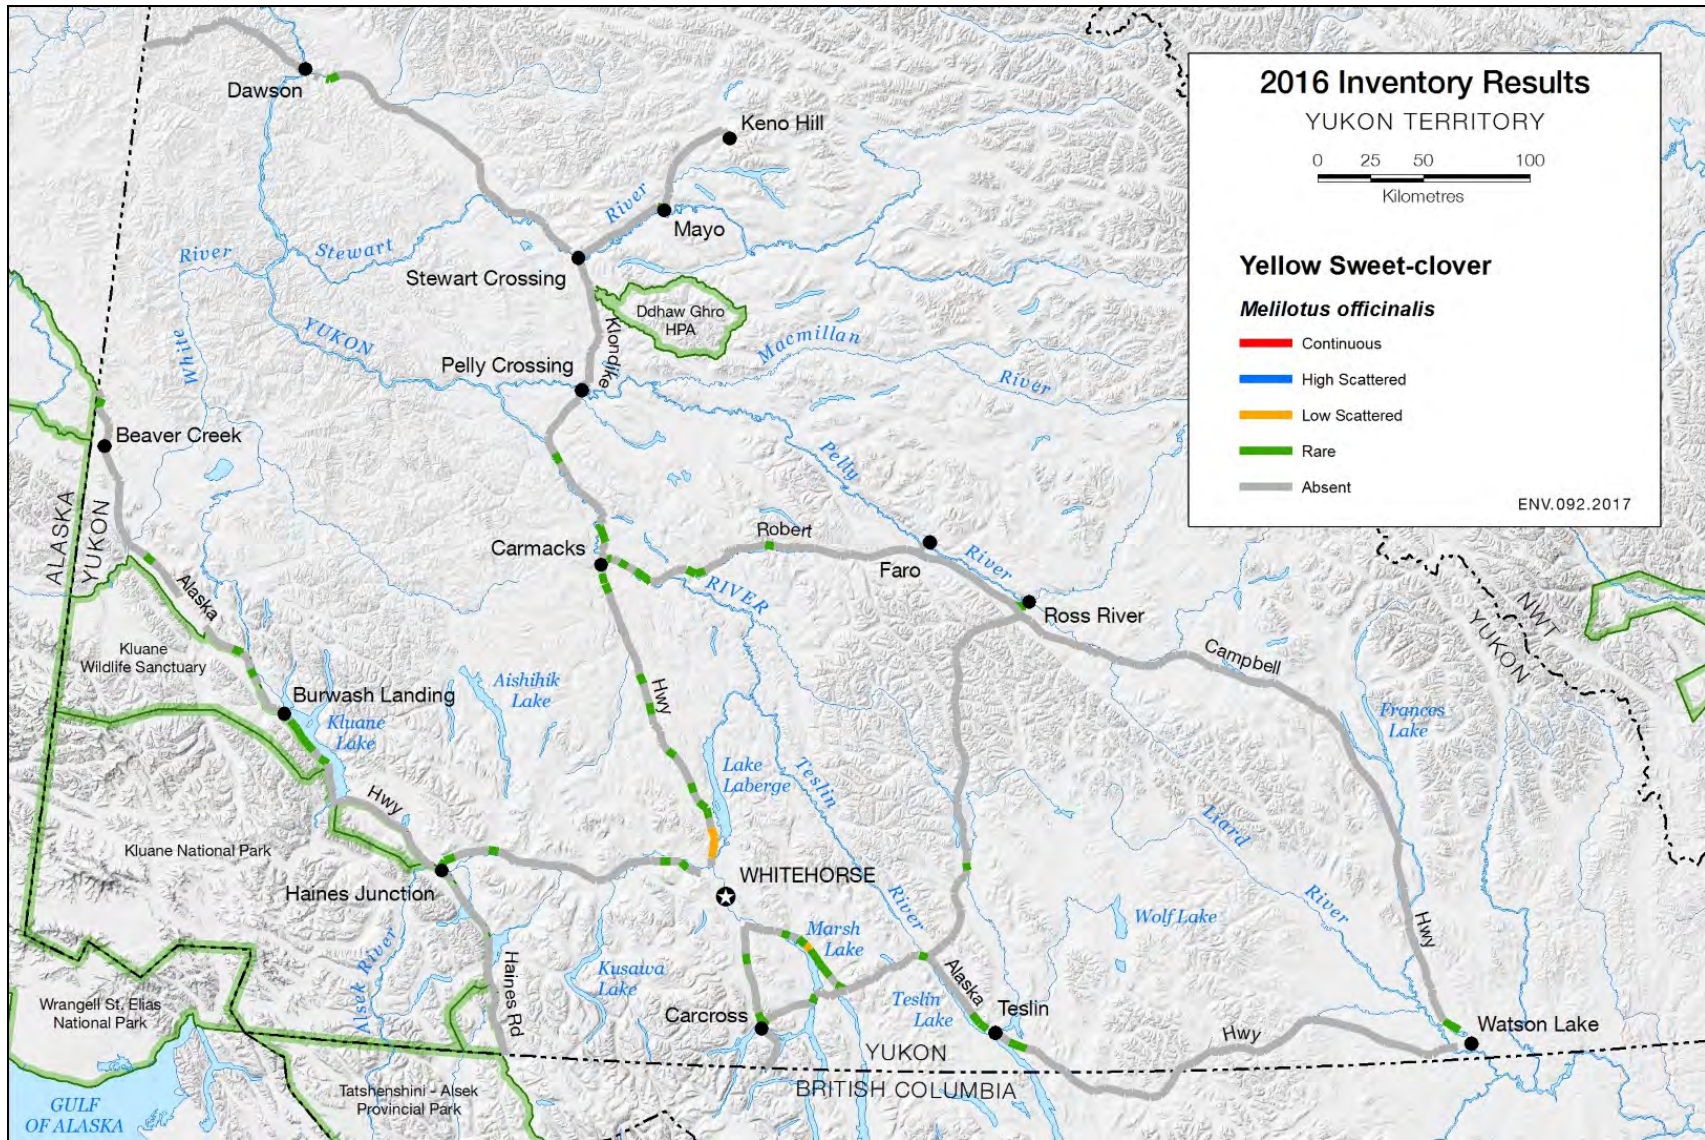 2016 Inventory Results
YUKON TERRITORY
0 25 50 100
Kilometres
Yellow Sweet-clover
Melilotus officinalis
Continuous
High Scattered
Low Scattered
Rare
Absent
ENV.092.2017
Dawson
Keno Hill
River
Mayo
River
Stewart
Stewart Crossing
Ddhaw Ghro
HPA
White
YUKON
Klondike
Macmillan
River
Pelly Crossing
Beaver Creek
Pelly
ALASKA
YUKON
Robert
Carmacks
Faro
River
RIVER
Alaska
Ross River
NWT
YUKON
Kluane
Wildlife Sanctuary
Campbell
Aishihik
Lake
Burwash Landing
Hwy
Kluane
Lake
Frances
Lake
Lake
Laberge
Teslin
Hwy
Liard
Kluane National Park
Haines Junction
WHITEHORSE
River
River
Marsh
Lake
Wolf Lake
Hwy
Alsek River
Haines Rd
Kusawa
Lake
Alaska
Wrangell St. Elias
National Park
Carcross
Teslin
Lake
Teslin
Hwy
Watson Lake
YUKON
BRITISH COLUMBIA
Tatshenshini - Alsek
Provincial Park
GULF
OF ALASKA